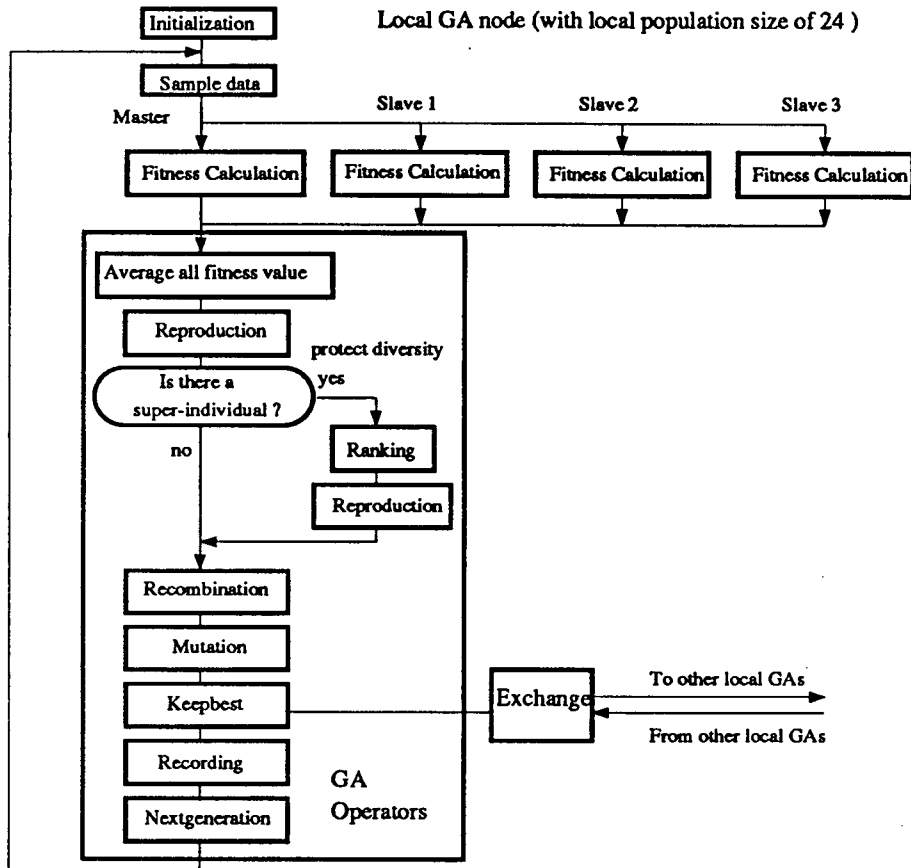 Initialization
Local GA node (with local population size of 24 )
Sample data
Master
Slave 1
Slave 2
Slave 3
Fitness Calculation
Fitness Calculation
Fitness Calculation
Fitness Calculation
Average all fitness value
Reproduction
protect diversity
yes
Is there a
super-individual ?
no
Ranking
Reproduction
Recombination
Mutation
Keepbest
Exchange
To other local GAs
From other local GAs
Recording
GA
Operators
Nextgeneration